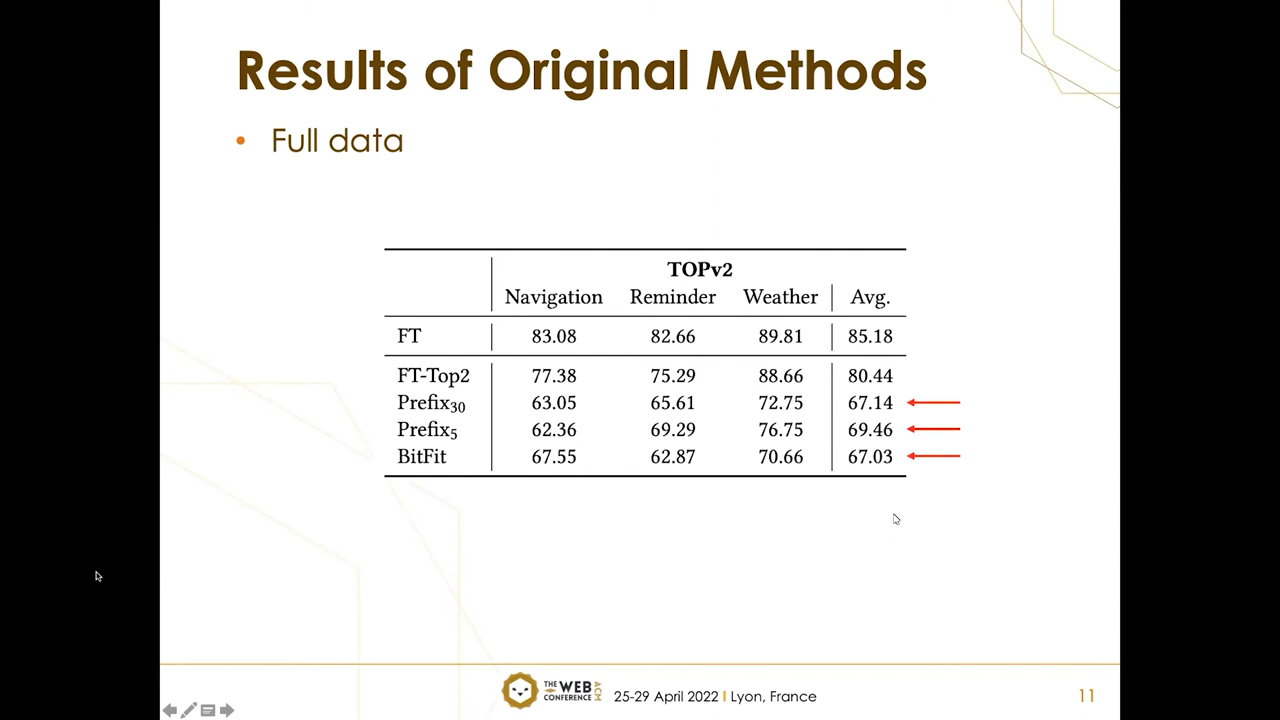 Results of Original Methods
• Full data
TOPv2
Navigation Reminder Weather Avg.
FT 83.08 82.66 89.81 85.18
FT-Top2 77.38 75.29 88.66 80.44
Prefix30 63.05 65.61 72.75 67.14
Prefix5 62.36 69.29 76.75 69.46
BitFit 67.55 62.87 70.66 67.03
THE WEB CONFERENCE ACM 25-29 April 2022 | Lyon, France 11